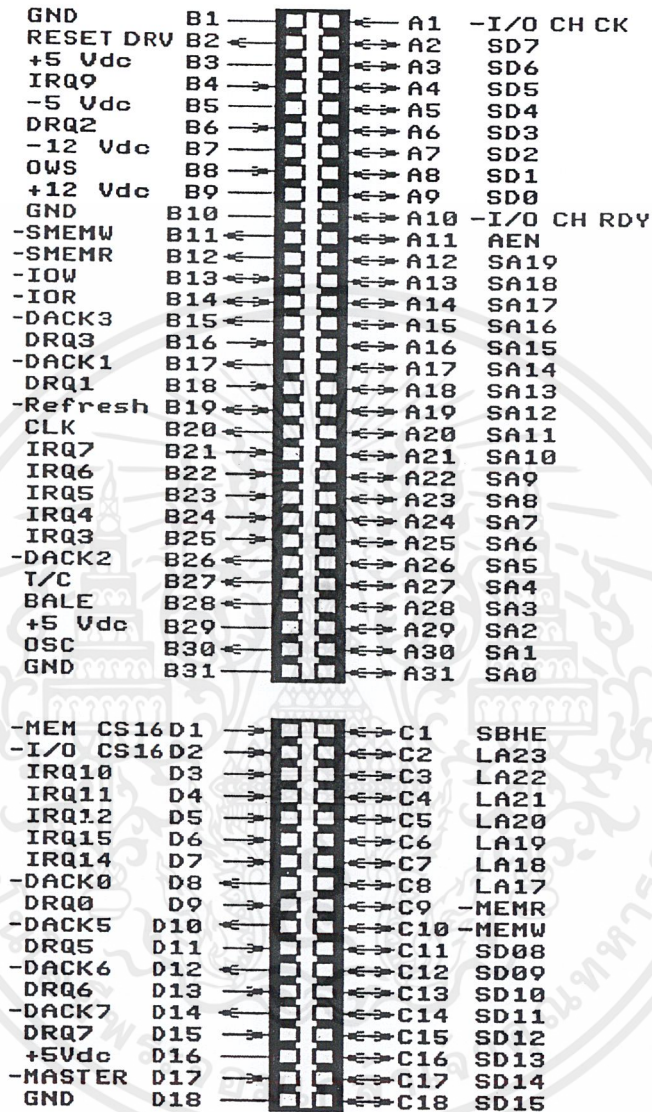 GND B1 A1 -I/O CH CK
RESET DRV B2 A2 SD7
+5 Vdc B3 A3 SD6
IRQ9 B4 A4 SD5
-5 Vdc B5 A5 SD4
DRQ2 B6 A6 SD3
-12 Vdc B7 A7 SD2
OWS B8 A8 SD1
+12 Vdc B9 A9 SD0
GND B10 A10 -I/O CH RDY
-SMEMW B11 A11 AEN
-SMEMR B12 A12 SA19
-IOW B13 A13 SA18
-IOR B14 A14 SA17
-DACK3 B15 A15 SA16
DRQ3 B16 A16 SA15
-DACK1 B17 A17 SA14
DRQ1 B18 A18 SA13
-Refresh B19 A19 SA12
CLK B20 A20 SA11
IRQ7 B21 A21 SA10
IRQ6 B22 A22 SA9
IRQ5 B23 A23 SA8
IRQ4 B24 A24 SA7
IRQ3 B25 A25 SA6
-DACK2 B26 A26 SA5
T/C B27 A27 SA4
BALE B28 A28 SA3
+5 Vdc B29 A29 SA2
OSC B30 A30 SA1
GND B31 A31 SA0
-MEM CS16 D1 C1 SBHE
-I/O CS16 D2 C2 LA23
IRQ10 D3 C3 LA22
IRQ11 D4 C4 LA21
IRQ12 D5 C5 LA20
IRQ15 D6 C6 LA19
IRQ14 D7 C7 LA18
-DACK0 D8 C8 LA17
DRQ0 D9 C9 -MEMR
-DACK5 D10 C10 -MEMW
DRQ5 D11 C11 SD08
-DACK6 D12 C12 SD09
DRQ6 D13 C13 SD10
-DACK7 D14 C14 SD11
DRQ7 D15 C15 SD12
+5Vdc D16 C16 SD13
-MASTER D17 C17 SD14
GND D18 C18 SD15